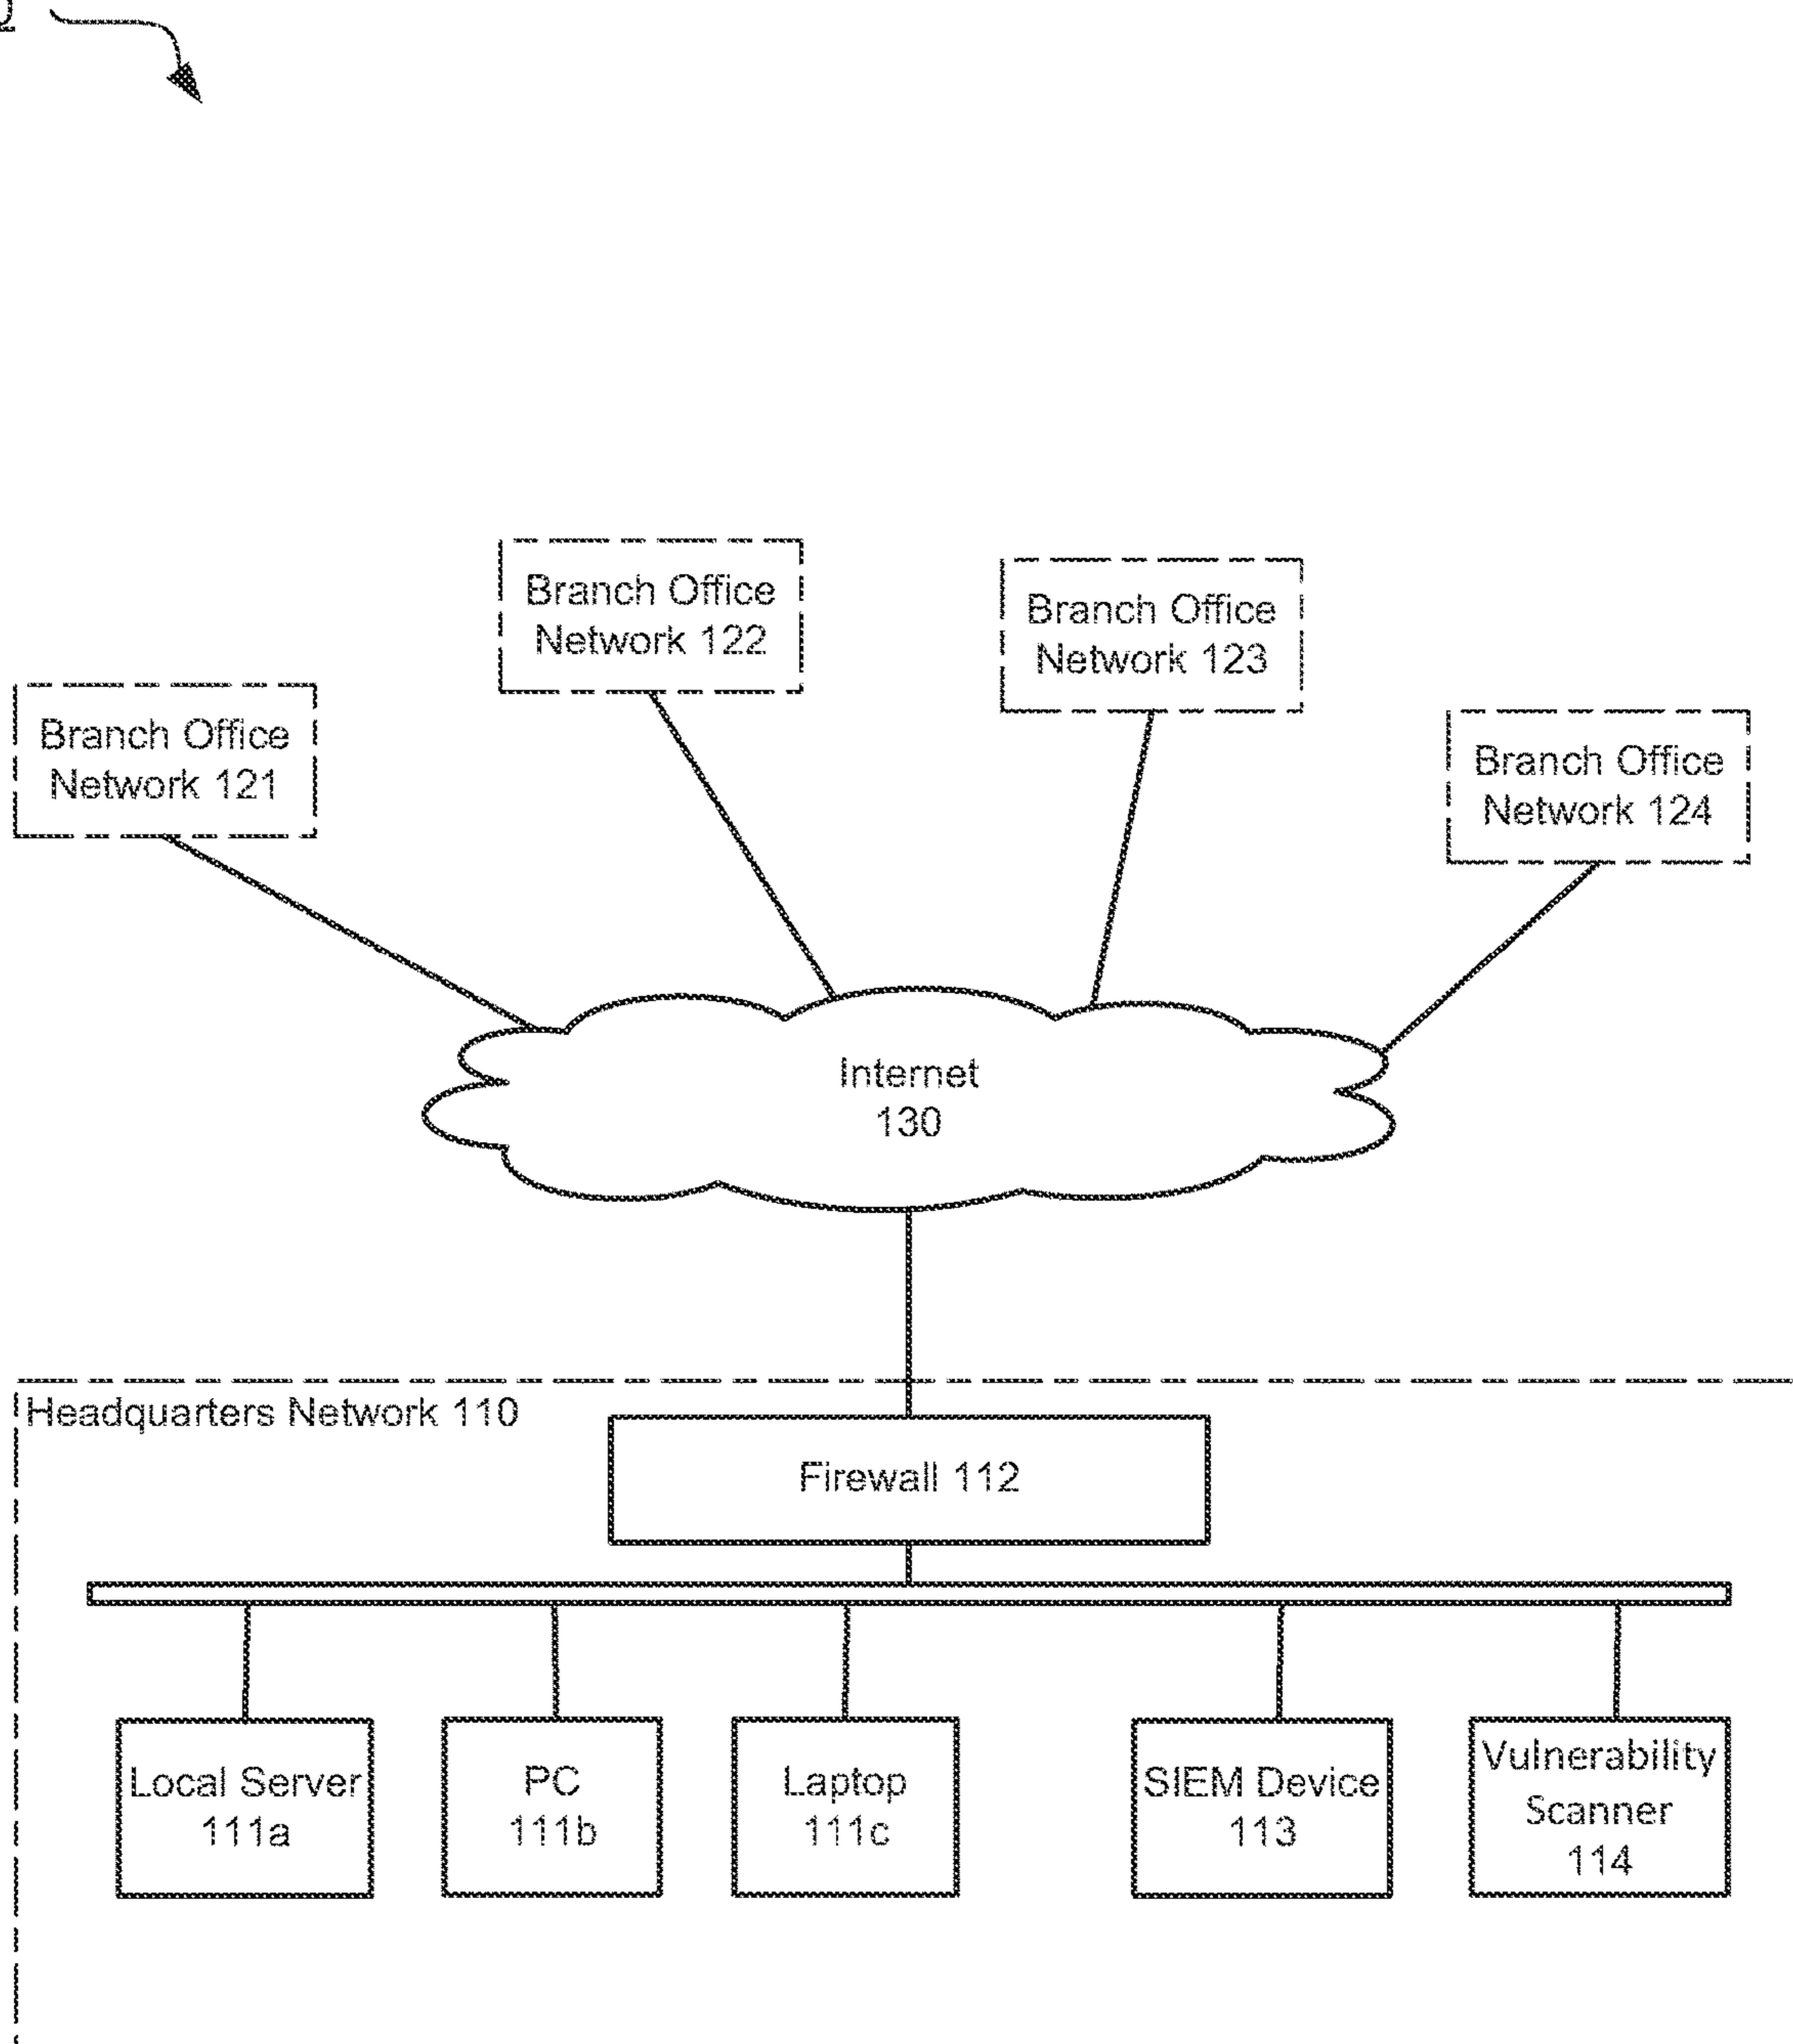 Branch Office
Network 122
Branch Office
Network 123
Branch Office
Network 121
Branch Office
Network 124
Internet
130
Headquarters Network 110
Firewall 112
Local Server
111a
PC
111b
Laptop
111c
SIEM Device
113
Vulnerability
Scanner
114